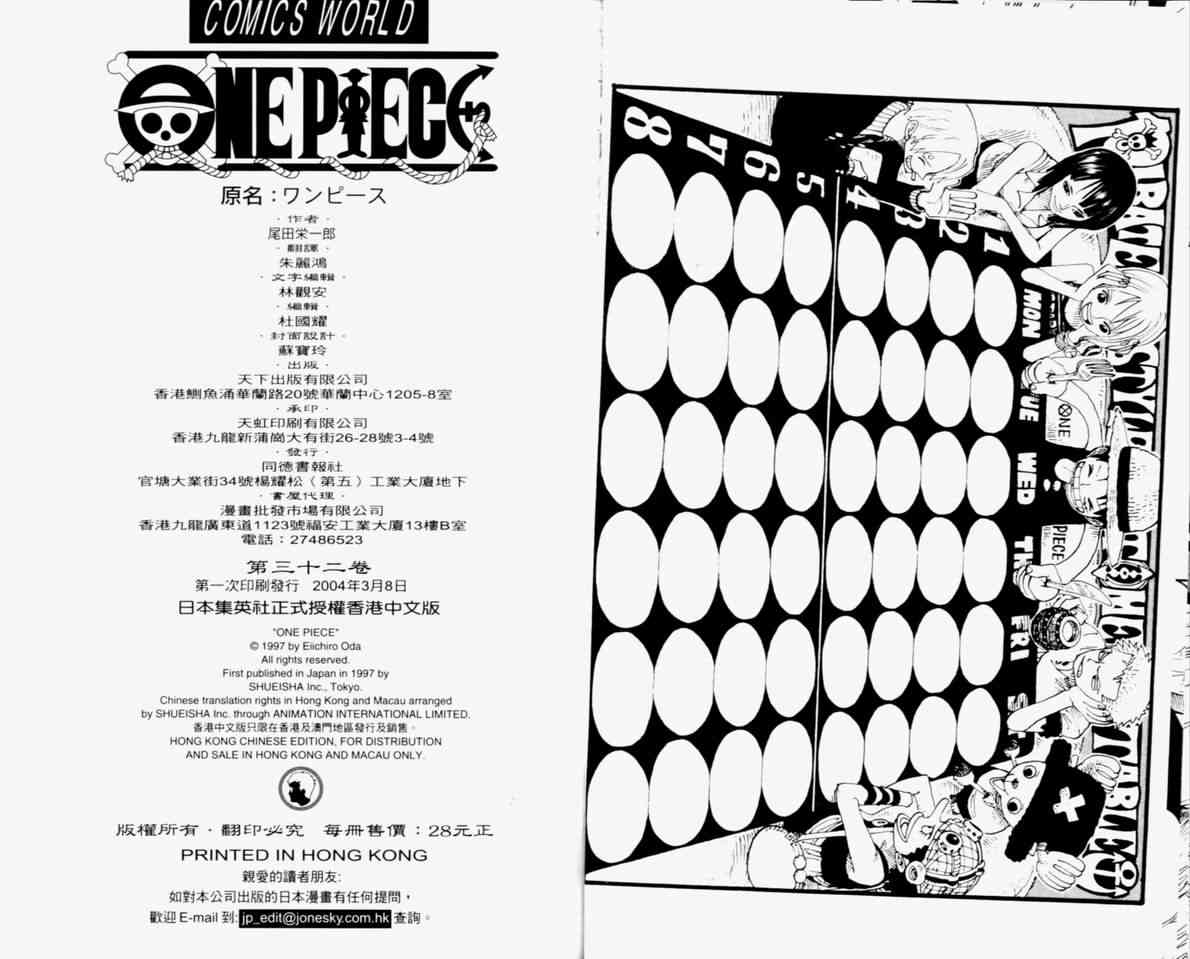 COMICS WORLD
ONE PIECE
原名：ワンピース
·作者·
尾田栄一郎
·翻譯·
朱麗鴻
·文字編輯·
林觀安
·編輯·
杜國耀
·封面設計·
蘇寶玲
·出版·
天下出版有限公司
香港鰂魚涌華蘭路20號華蘭中心1205-8室
·承印·
天虹印刷有限公司
香港九龍新蒲崗大有街26-28號3-4號
·發行·
同德書報社
官塘大業街34號楊耀松（第五）工業大廈地下
·書屋代理·
漫畫批發市場有限公司
香港九龍廣東道1123號福安工業大廈13樓B室
電話：27486523
第三十二卷
第一次印刷發行 2004年3月8日
日本集英社正式授權香港中文版
"ONE PIECE"
© 1997 by Eiichiro Oda
All rights reserved.
First published in Japan in 1997 by
SHUEISHA Inc., Tokyo.
Chinese translation rights in Hong Kong and Macau arranged
by SHUEISHA Inc. through ANIMATION INTERNATIONAL LIMITED.
香港中文版只限在香港及澳門地區發行及銷售。
HONG KONG CHINESE EDITION, FOR DISTRIBUTION
AND SALE IN HONG KONG AND MACAU ONLY.
版權所有·翻印必究 每冊售價：28元正
PRINTED IN HONG KONG
親愛的讀者朋友:
如對本公司出版的日本漫畫有任何提問，
歡迎E-mail 到: jp_edit@jonesky.com.hk 查詢。
PIRATE STYLE TIME TABLE
MON TUE WED THU FRI SAT
1 2 3 4 5 6 7 8
ONE
PIECE